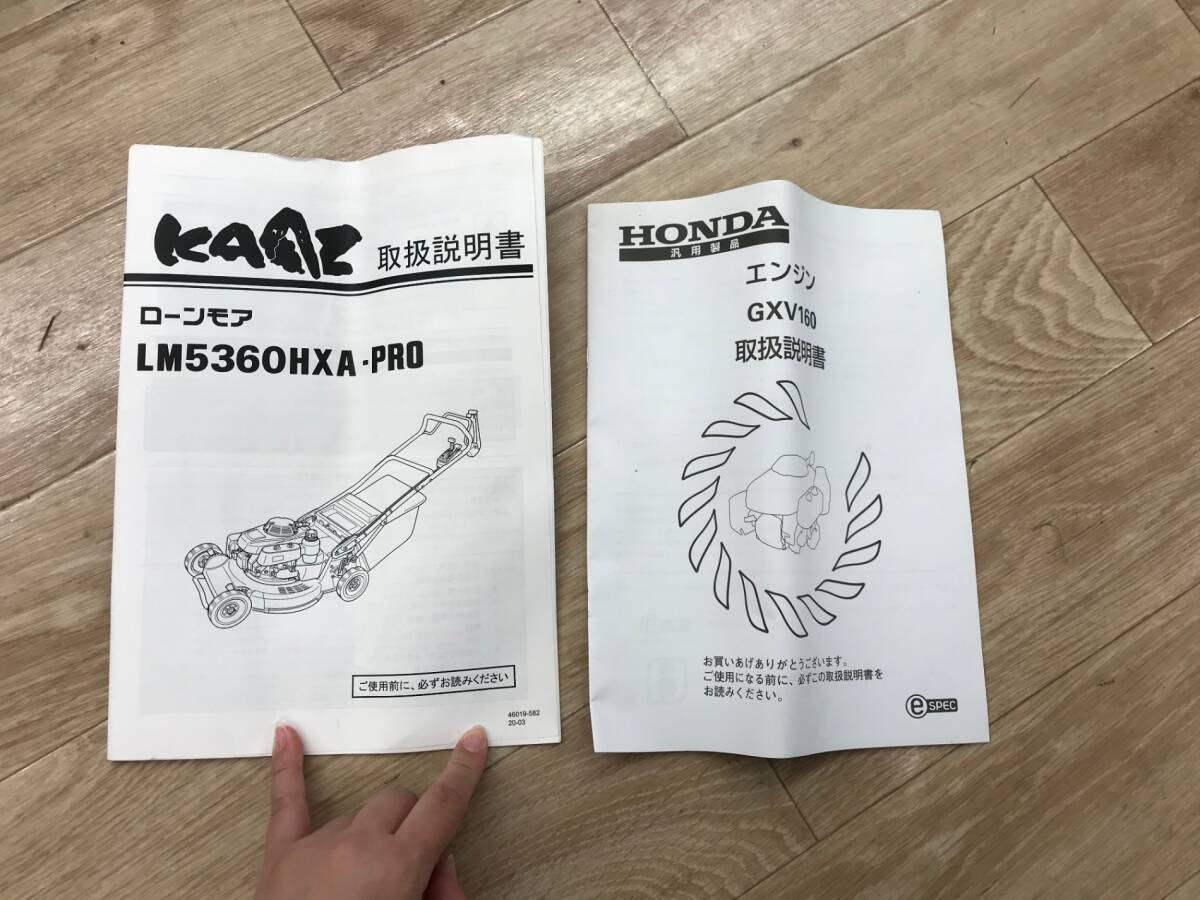 KAAZ 取扱説明書
ローンモア
LM5360HXA-PRO
ご使用前に、必ずお読みください
46019-582
20-03
HONDA
汎用製品
エンジン
GXV160
取扱説明書
お買いあげありがとうございます。
ご使用になる前に、必ずこの取扱説明書を
お読みください。
e SPEC